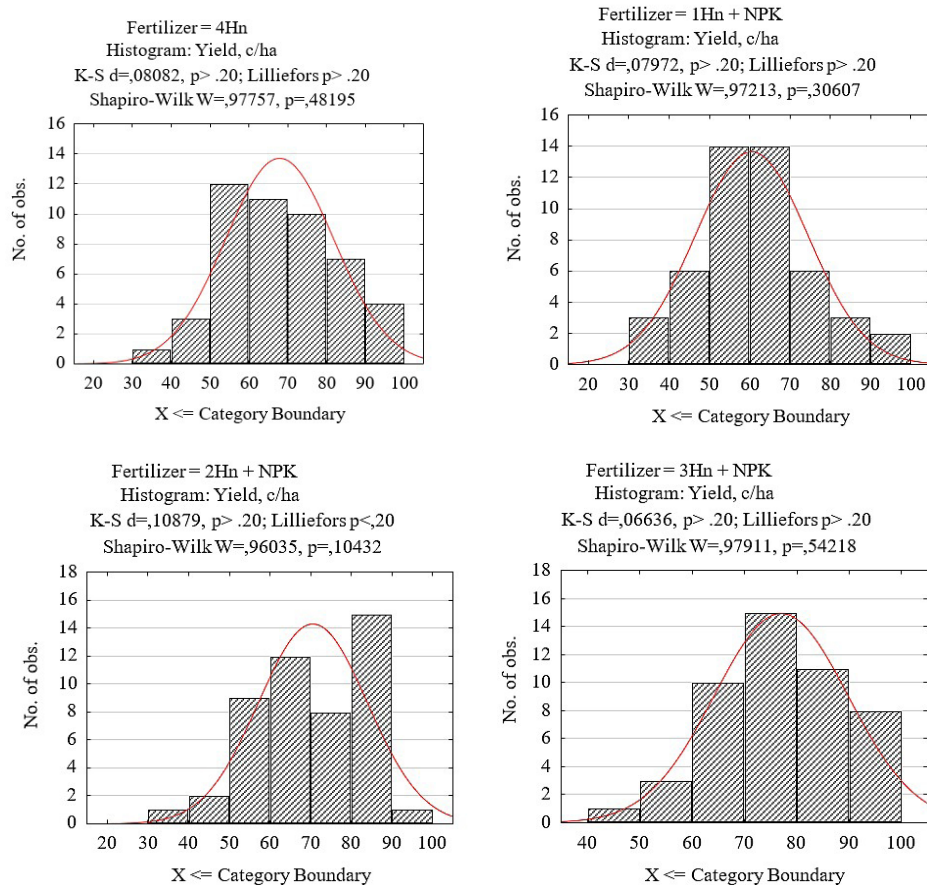 Fertilizer = 4Hn
Histogram: Yield, c/ha
K-S d=,08082, p> .20; Lilliefors p> .20
Shapiro-Wilk W=,97757, p=,48195
16
14
12
10
8
6
4
2
0
No. of obs.
20 30 40 50 60 70 80 90 100
X <= Category Boundary
Fertilizer = 1Hn + NPK
Histogram: Yield, c/ha
K-S d=,07972, p> .20; Lilliefors p> .20
Shapiro-Wilk W=,97213, p=,30607
16
14
12
10
8
6
4
2
0
No. of obs.
20 30 40 50 60 70 80 90 100
X <= Category Boundary
Fertilizer = 2Hn + NPK
Histogram: Yield, c/ha
K-S d=,10879, p> .20; Lilliefors p<,20
Shapiro-Wilk W=,96035, p=,10432
18
16
14
12
10
8
6
4
2
0
No. of obs.
20 30 40 50 60 70 80 90 100
X <= Category Boundary
Fertilizer = 3Hn + NPK
Histogram: Yield, c/ha
K-S d=,06636, p> .20; Lilliefors p> .20
Shapiro-Wilk W=,97911, p=,54218
18
16
14
12
10
8
6
4
2
0
No. of obs.
40 50 60 70 80 90 100
X <= Category Boundary